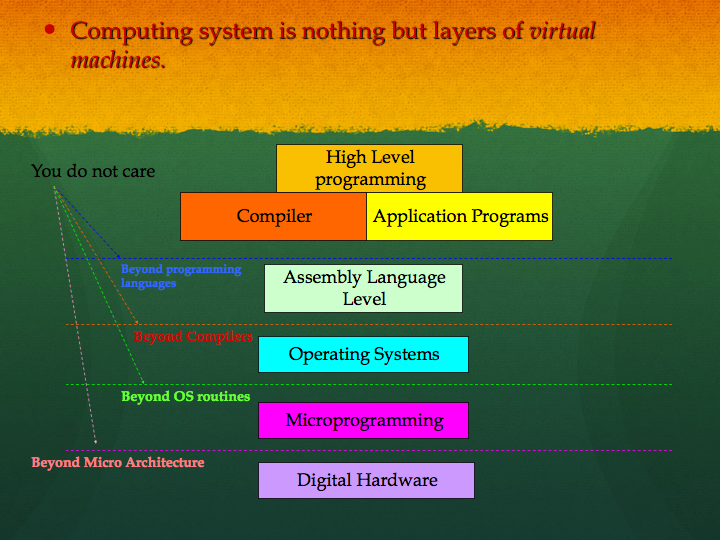 • Computing system is nothing but layers of virtual
machines.
High Level
programming
You do not care
Compiler
Application Programs
Beyond programming
languages
Assembly Language
Level
Beyond Compilers
Operating Systems
Beyond OS routines
Microprogramming
Beyond Micro Architecture
Digital Hardware